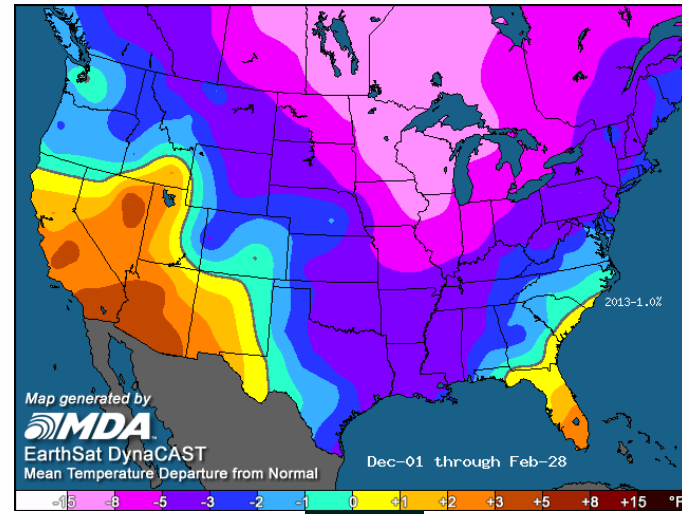 2013-1.0%
Map generated by
MDA
EarthSat DynaCAST
Mean Temperature Departure from Normal
Dec-01 through Feb-28
-15 -8 -5 -3 -2 -1 0 +1 +2 +3 +5 +8 +15 °F